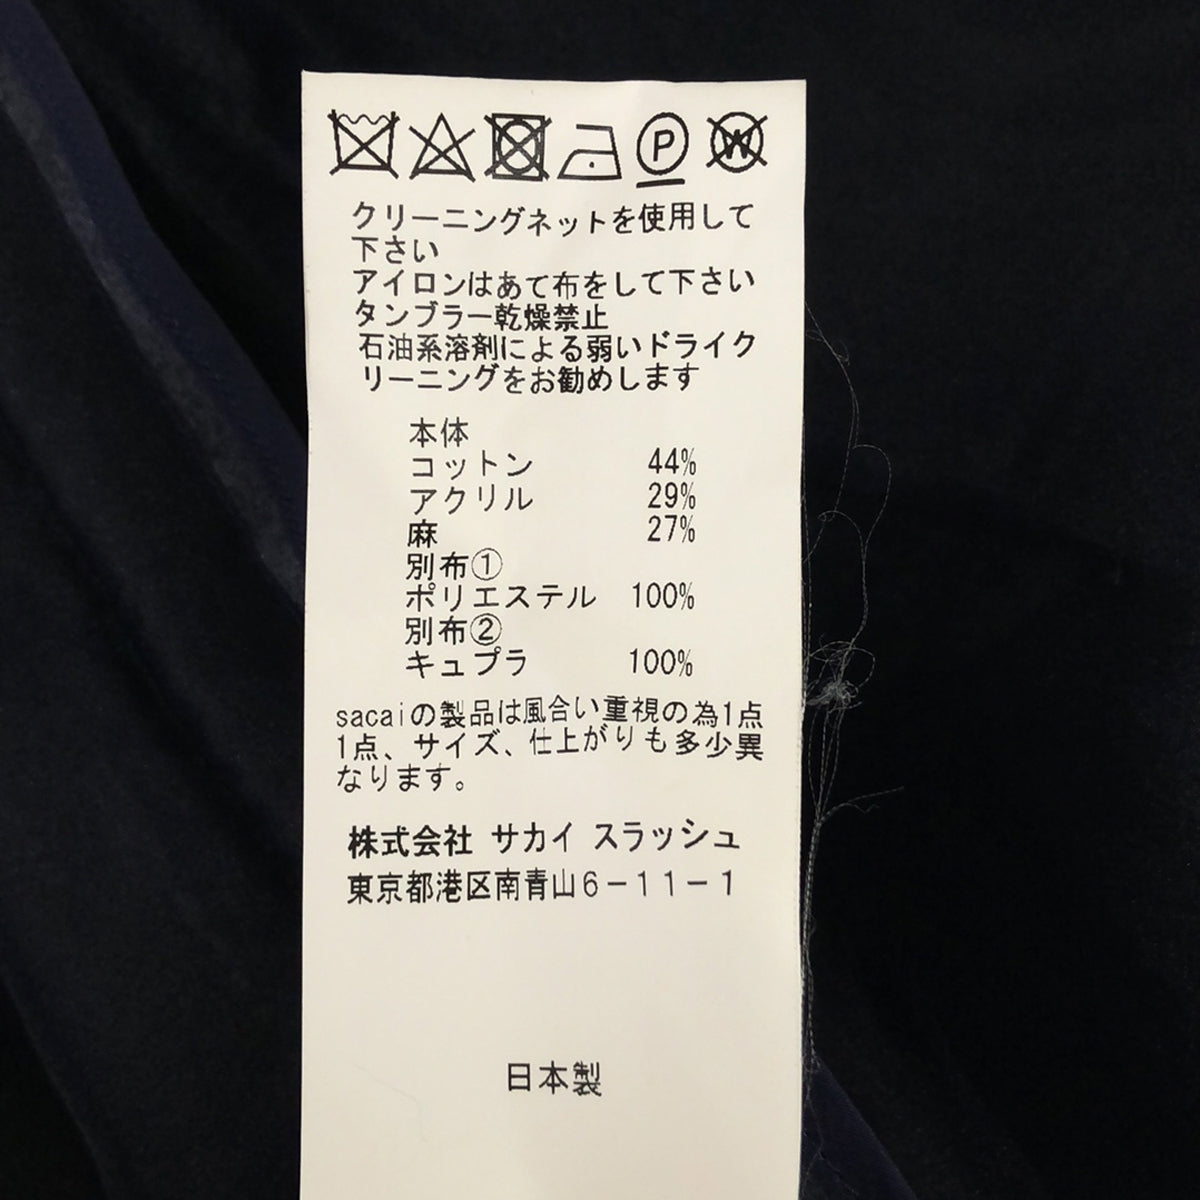 P W
クリーニングネットを使用して
下さい
アイロンはあて布をして下さい
タンブラー乾燥禁止
石油系溶剤による弱いドライク
リーニングをお勧めします
本体
コットン 44%
アクリル 29%
麻 27%
別布①
ポリエステル 100%
別布②
キュプラ 100%
sacaiの製品は風合い重視の為1点
1点、サイズ、仕上がりも多少異
なります。
株式会社 サカイ スラッシュ
東京都港区南青山6-11-1
日本製